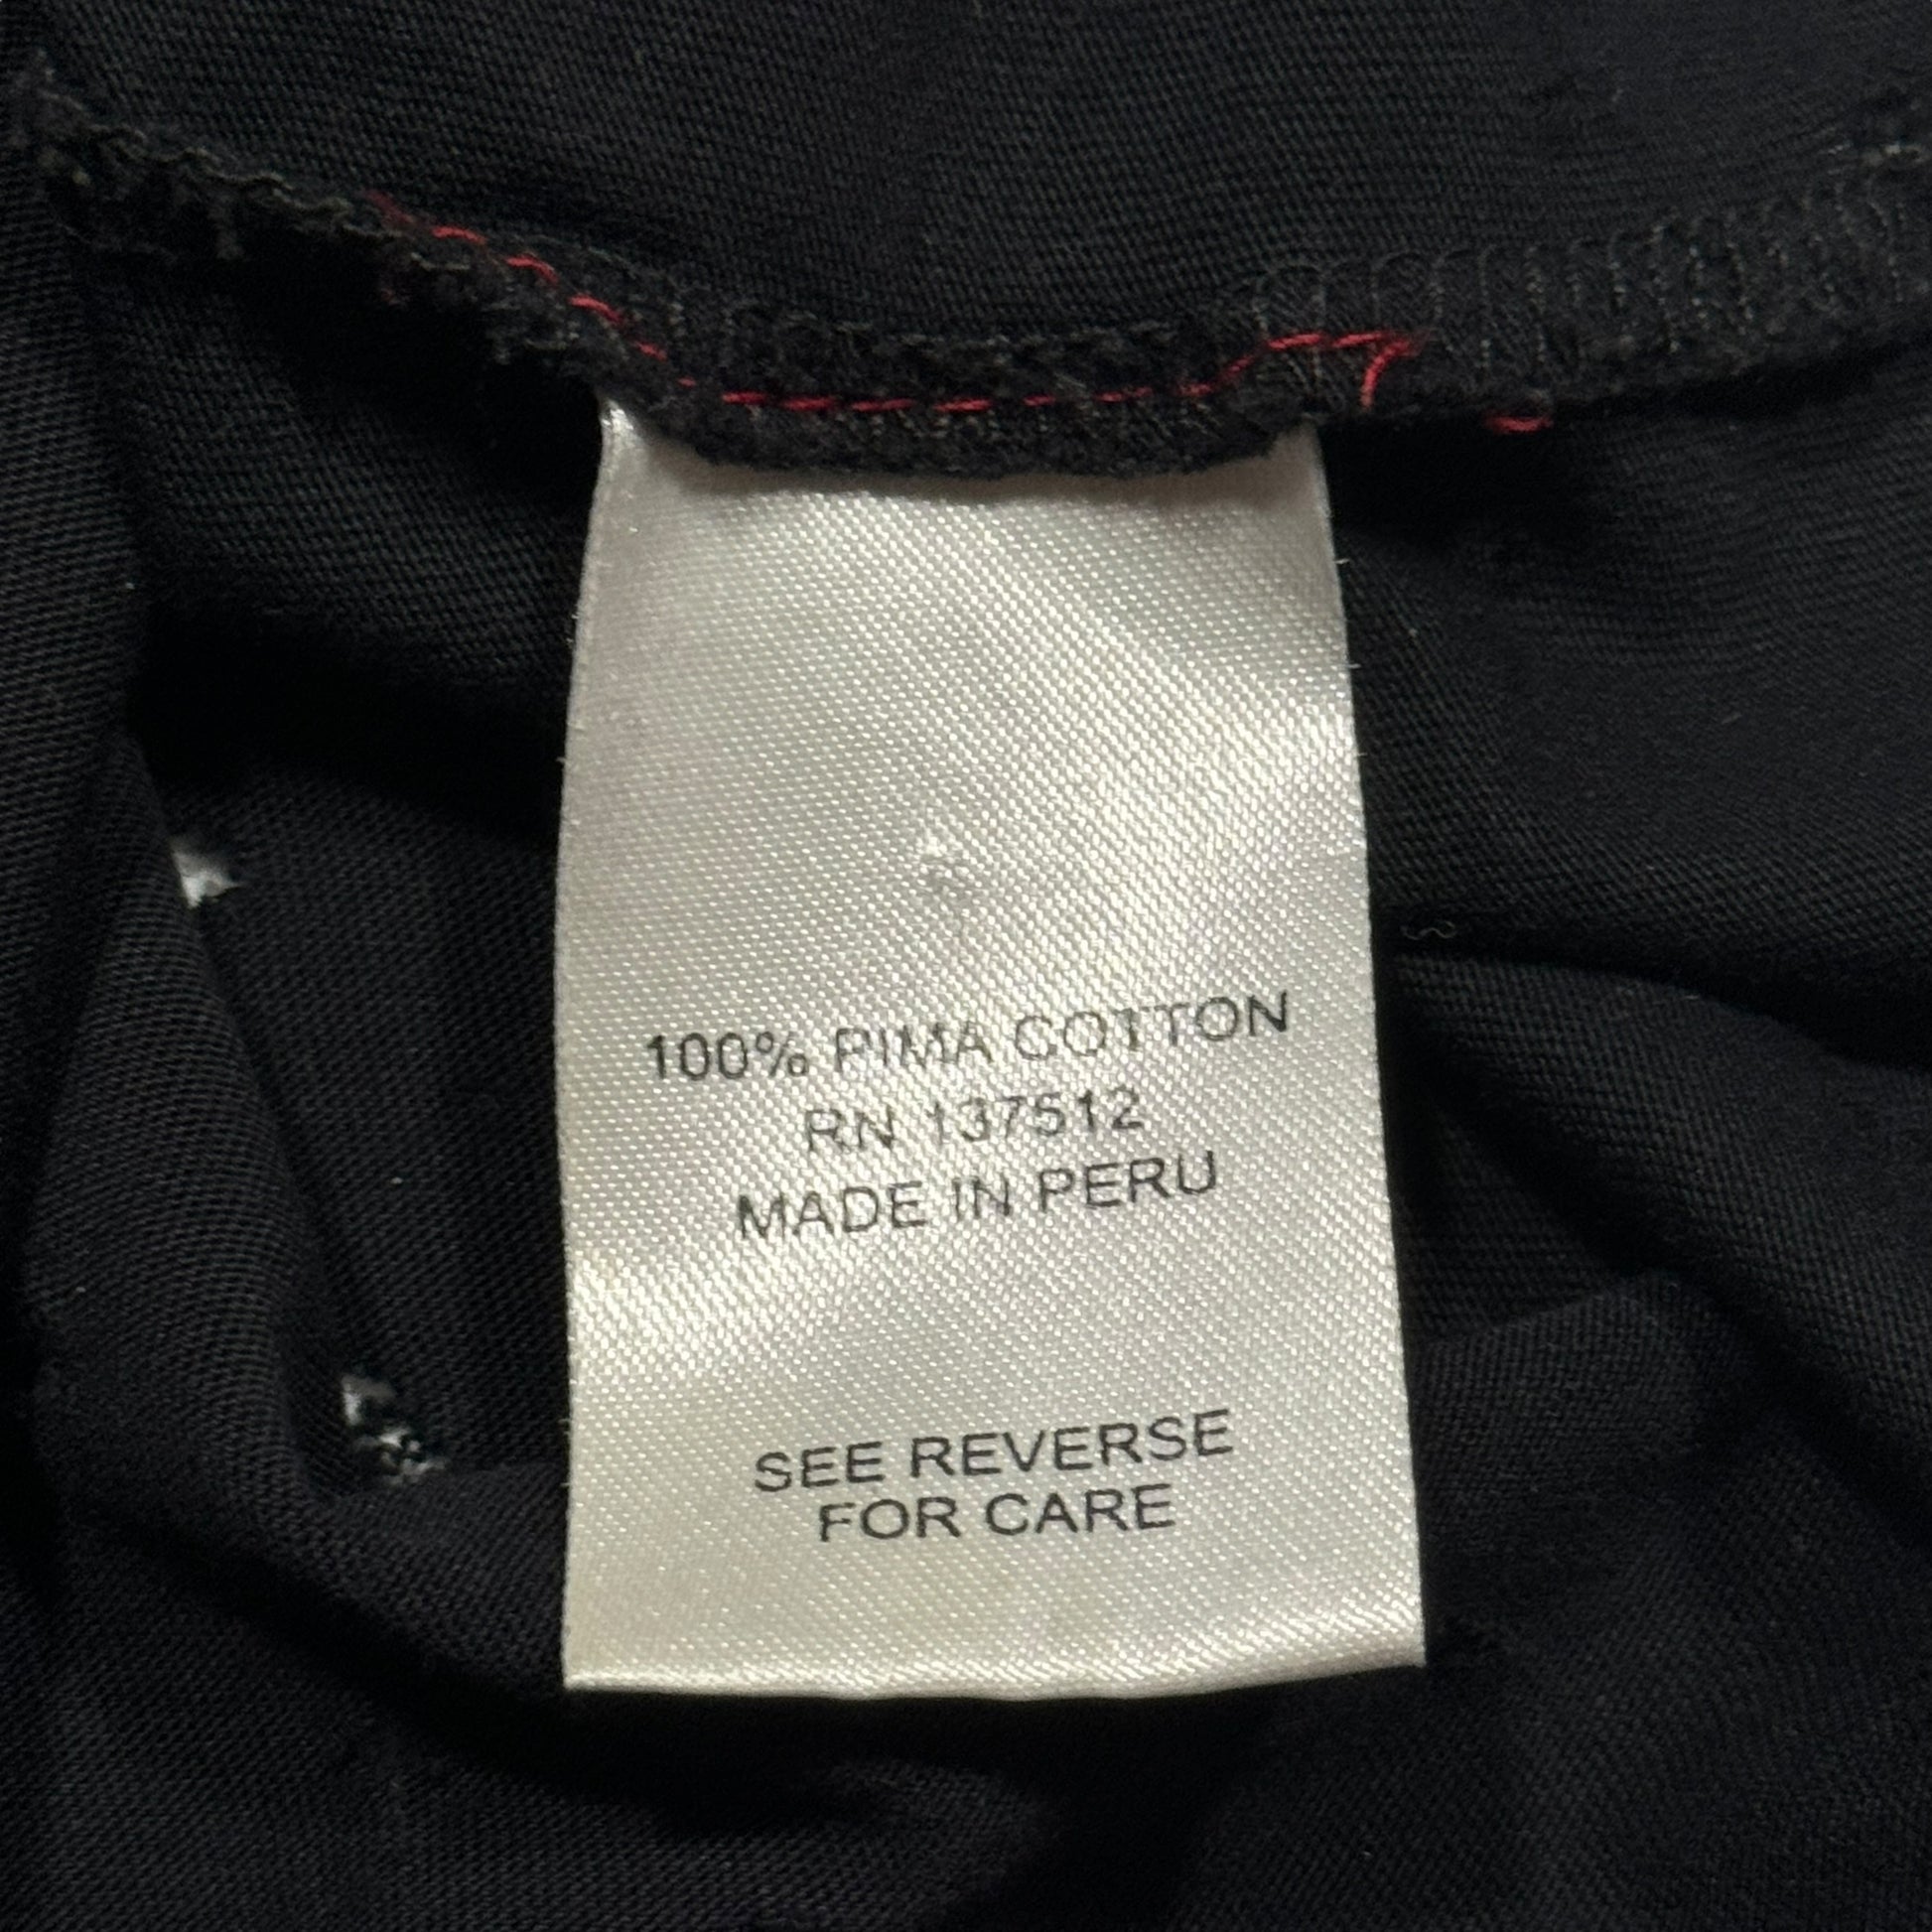 100% PIMA COTTON
RN 137512
MADE IN PERU
SEE REVERSE
FOR CARE